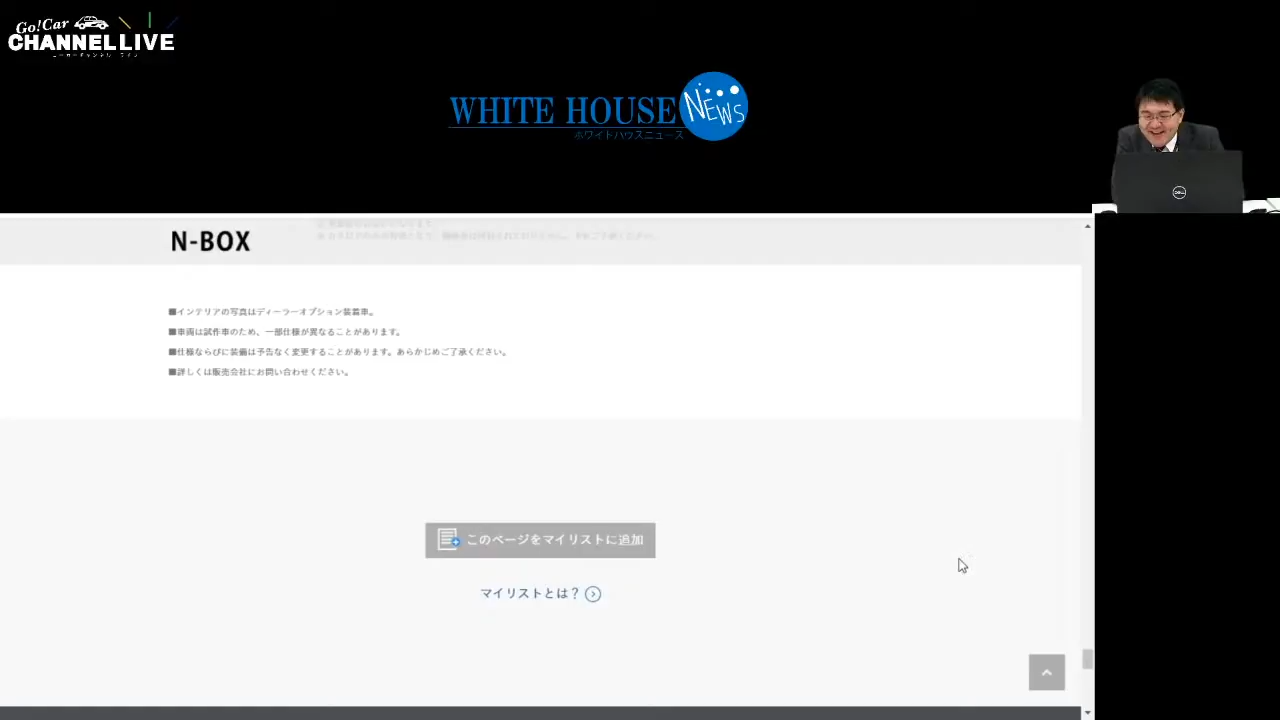 Go!Car
CHANNEL LIVE
WHITE HOUSE NEWS
ホワイトハウスニュース
DELL
N-BOX
■インテリアの写真はディーラーオプション装着車。
■車両は試作車のため、一部仕様が異なることがあります。
■仕様ならびに装備は予告なく変更することがあります。あらかじめご了承ください。
■詳しくは販売会社にお問い合わせください。
このページをマイリストに追加
マイリストとは？